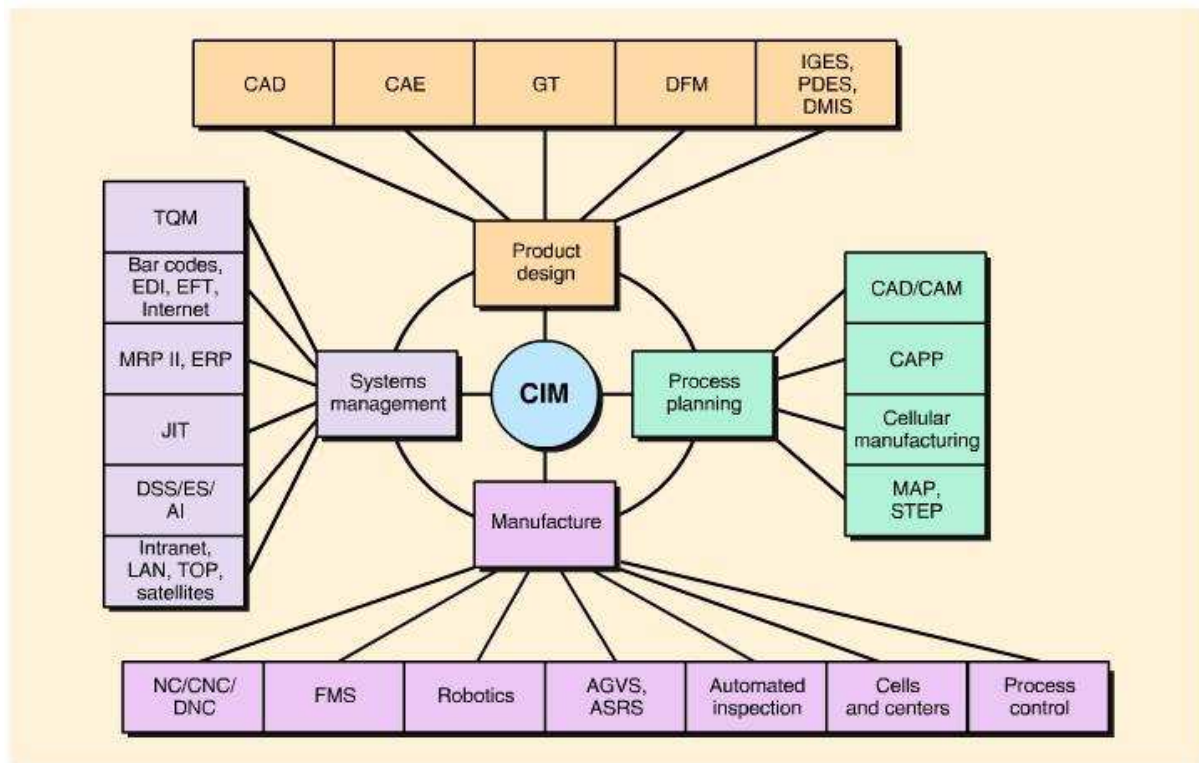 CAD
CAE
GT
DFM
IGES,
PDES,
DMIS
Product
design
TQM
Bar codes,
EDI, EFT,
Internet
MRP II, ERP
JIT
DSS/ES/
AI
Intranet,
LAN, TOP,
satellites
Systems
management
CIM
Process
planning
CAD/CAM
CAPP
Cellular
manufacturing
MAP,
STEP
Manufacture
NC/CNC/
DNC
FMS
Robotics
AGVS,
ASRS
Automated
inspection
Cells
and centers
Process
control